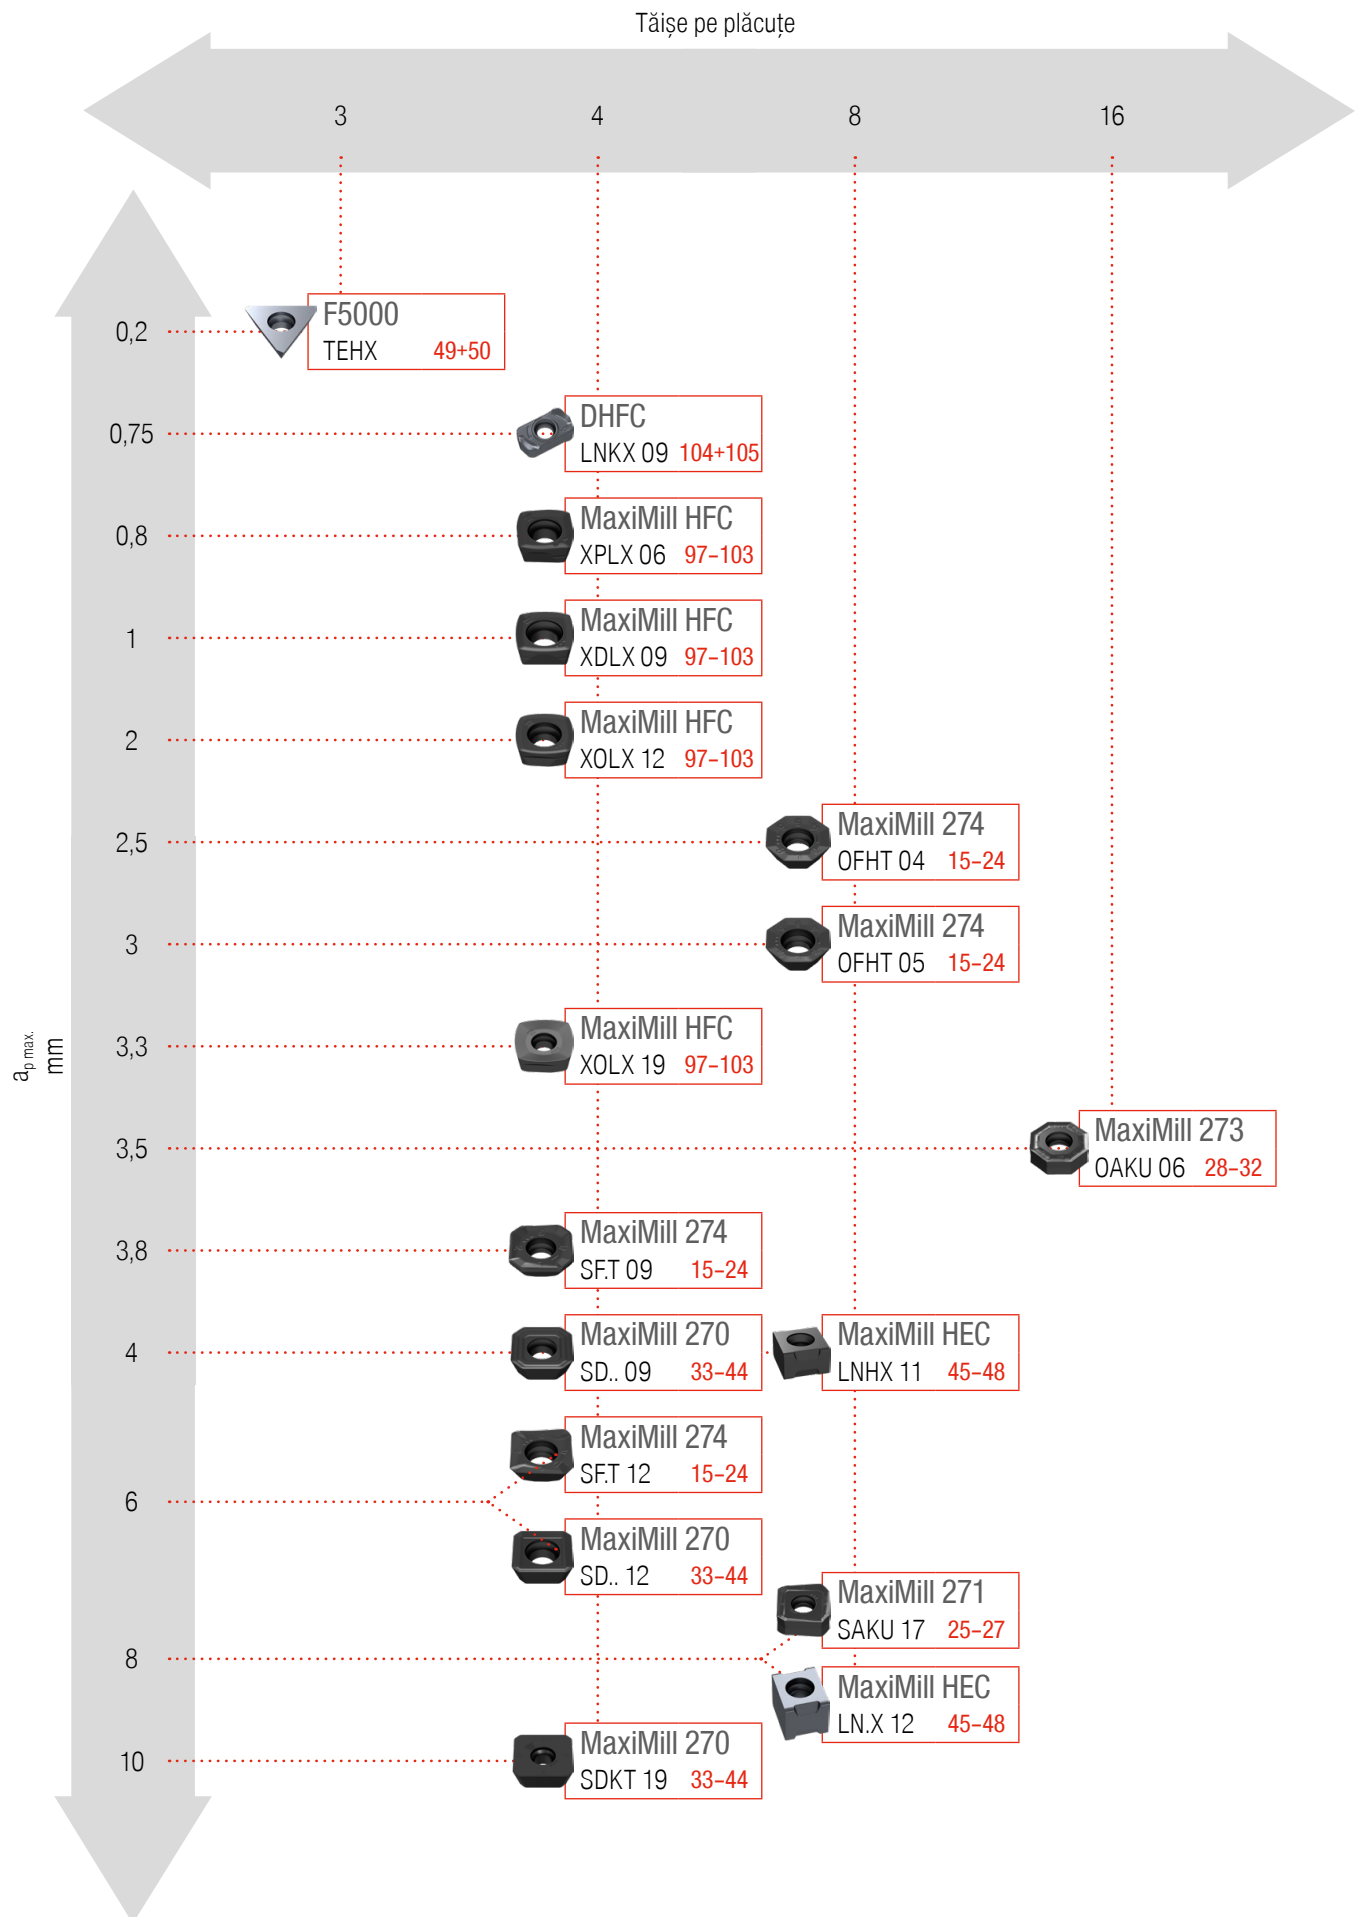 Tăișe pe plăcuțe
3 4 8 16
0,2
F5000
TEHX 49+50
0,75
DHFC
LNKX 09 104+105
0,8
MaxiMill HFC
XPLX 06 97–103
1
MaxiMill HFC
XDLX 09 97–103
2
MaxiMill HFC
XOLX 12 97–103
2,5
MaxiMill 274
OFHT 04 15–24
3
MaxiMill 274
OFHT 05 15–24
ap max.
mm
3,3
MaxiMill HFC
XOLX 19 97–103
3,5
MaxiMill 273
OAKU 06 28–32
3,8
MaxiMill 274
SF.T 09 15–24
4
MaxiMill 270
SD.. 09 33–44
MaxiMill HEC
LNHX 11 45–48
6
MaxiMill 274
SF.T 12 15–24
MaxiMill 270
SD.. 12 33–44
8
MaxiMill 271
SAKU 17 25–27
MaxiMill HEC
LN.X 12 45–48
10
MaxiMill 270
SDKT 19 33–44